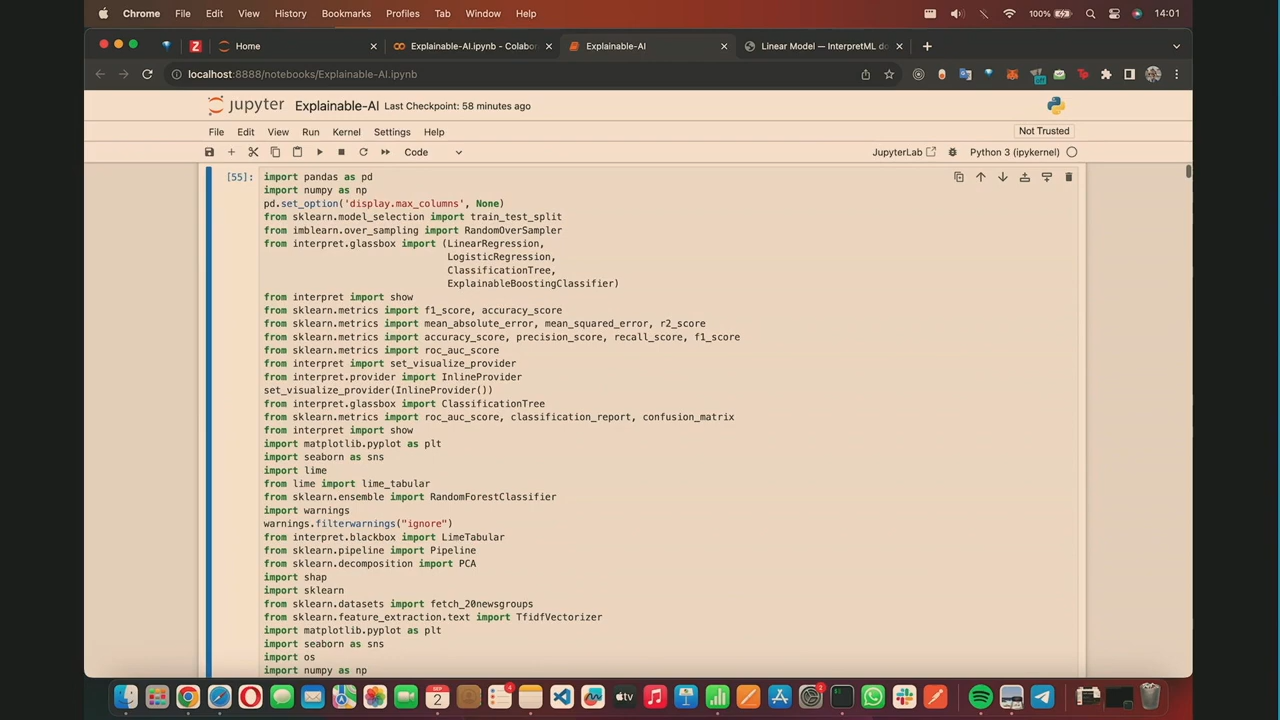 Chrome File Edit View History Bookmarks Profiles Tab Window Help 100% 14:01
Home Explainable-AI.ipynb - Colabor Explainable-AI Linear Model — InterpretML do
localhost:8888/notebooks/Explainable-AI.ipynb
jupyter Explainable-AI Last Checkpoint: 58 minutes ago
File Edit View Run Kernel Settings Help Not Trusted
Code JupyterLab Python 3 (ipykernel)
[55]: import pandas as pd
import numpy as np
pd.set_option('display.max_columns', None)
from sklearn.model_selection import train_test_split
from imblearn.over_sampling import RandomOverSampler
from interpret.glassbox import (LinearRegression,
LogisticRegression,
ClassificationTree,
ExplainableBoostingClassifier)
from interpret import show
from sklearn.metrics import f1_score, accuracy_score
from sklearn.metrics import mean_absolute_error, mean_squared_error, r2_score
from sklearn.metrics import accuracy_score, precision_score, recall_score, f1_score
from sklearn.metrics import roc_auc_score
from interpret import set_visualize_provider
from interpret.provider import InlineProvider
set_visualize_provider(InlineProvider())
from interpret.glassbox import ClassificationTree
from sklearn.metrics import roc_auc_score, classification_report, confusion_matrix
from interpret import show
import matplotlib.pyplot as plt
import seaborn as sns
import lime
from lime import lime_tabular
from sklearn.ensemble import RandomForestClassifier
import warnings
warnings.filterwarnings("ignore")
from interpret.blackbox import LimeTabular
from sklearn.pipeline import Pipeline
from sklearn.decomposition import PCA
import shap
import sklearn
from sklearn.datasets import fetch_20newsgroups
from sklearn.feature_extraction.text import TfidfVectorizer
import matplotlib.pyplot as plt
import seaborn as sns
import os
import numpy as np